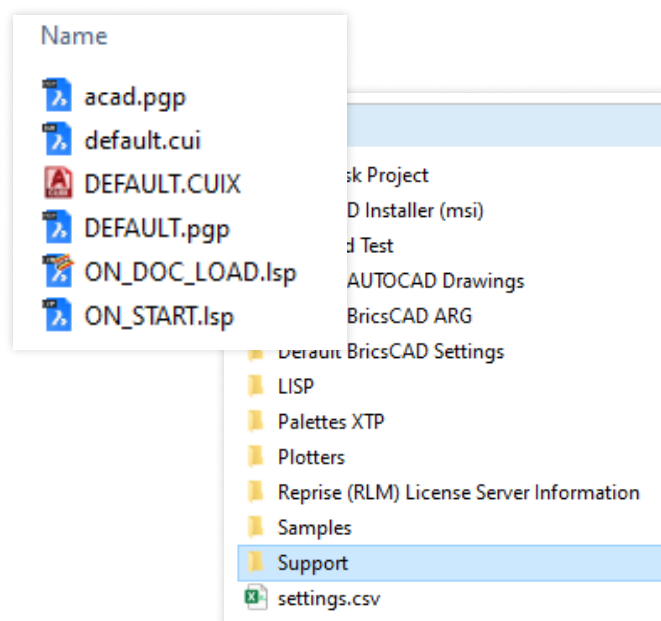 Name
acad.pgp
default.cui
DEFAULT.CUIX
DEFAULT.pgp
ON_DOC_LOAD.lsp
ON_START.lsp
Project
Installer (msi)
Test
AUTOCAD Drawings
BricsCAD ARG
Default BricsCAD Settings
LISP
Palettes XTP
Plotters
Reprise (RLM) License Server Information
Samples
Support
settings.csv